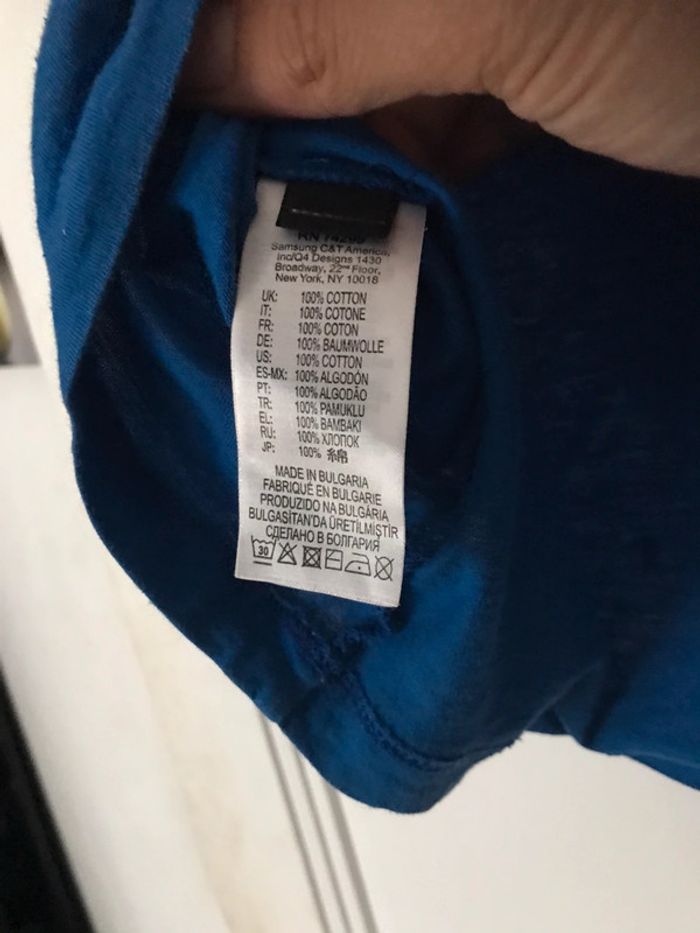 Samsung C&T America,
Inc/Q4 Designs 1430
Broadway, 22ⁿᵈ Floor,
New York, NY 10018
UK: 100% COTTON
IT: 100% COTONE
FR: 100% COTON
DE: 100% BAUMWOLLE
US: 100% COTTON
ES-MX: 100% ALGODÓN
PT: 100% ALGODÃO
TR: 100% PAMUKLU
EL: 100% BAMBAKI
RU: 100% ХЛОПОК
JP: 100% 綿
MADE IN BULGARIA
FABRIQUÉ EN BULGARIE
PRODUZIDO NA BULGÁRIA
BULGASİTAN'DA ÜRETİLMİŞTİR
СДЕЛАНО В БОЛГАРИЯ
30